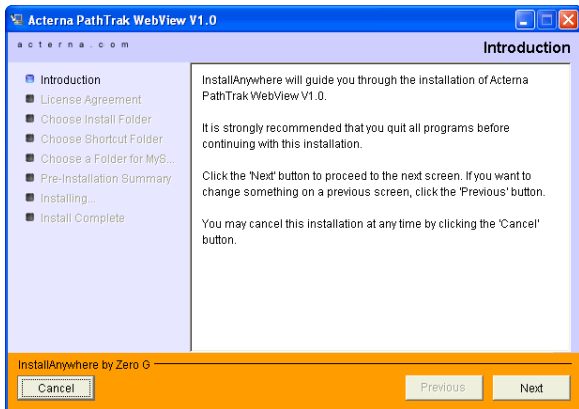 Acterna PathTrak WebView V1.0
acterna.com
Introduction
Introduction
License Agreement
Choose Install Folder
Choose Shortcut Folder
Choose a Folder for MyS...
Pre-Installation Summary
Installing...
Install Complete
InstallAnywhere will guide you through the installation of Acterna
PathTrak WebView V1.0.
It is strongly recommended that you quit all programs before
continuing with this installation.
Click the 'Next' button to proceed to the next screen. If you want to
change something on a previous screen, click the 'Previous' button.
You may cancel this installation at any time by clicking the 'Cancel'
button.
InstallAnywhere by Zero G
Cancel
Previous
Next